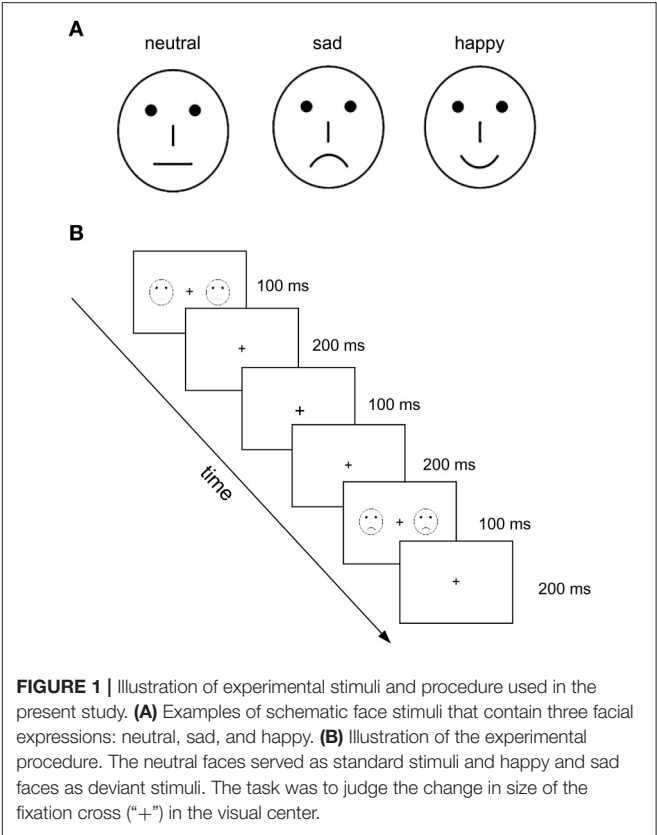 A
neutral sad happy
B
+ 100 ms
+ 200 ms
+ 100 ms
+ 200 ms
+ 100 ms
+ 200 ms
time
FIGURE 1 | Illustration of experimental stimuli and procedure used in the
present study. (A) Examples of schematic face stimuli that contain three facial
expressions: neutral, sad, and happy. (B) Illustration of the experimental
procedure. The neutral faces served as standard stimuli and happy and sad
faces as deviant stimuli. The task was to judge the change in size of the
fixation cross (“+”) in the visual center.